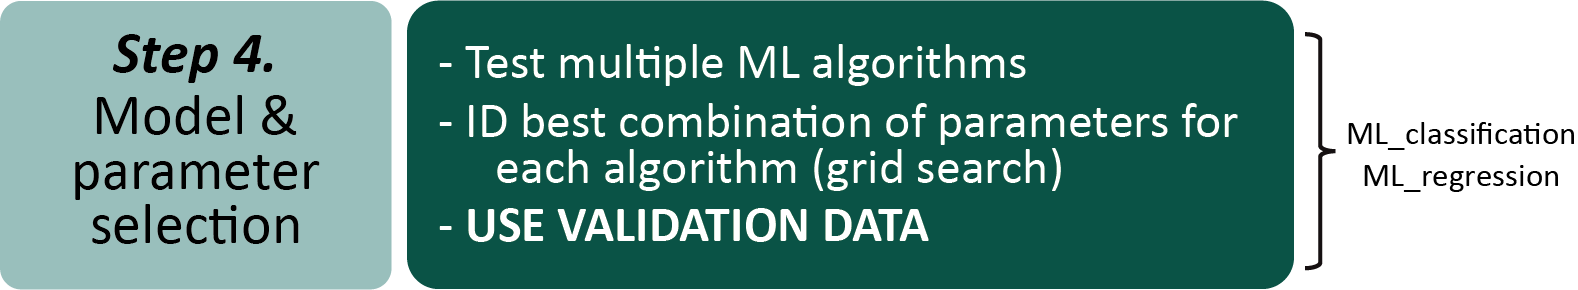 Step 4.
Model &
parameter
selection
- Test multiple ML algorithms
- ID best combination of parameters for
each algorithm (grid search)
- USE VALIDATION DATA
ML_classification
ML_regression